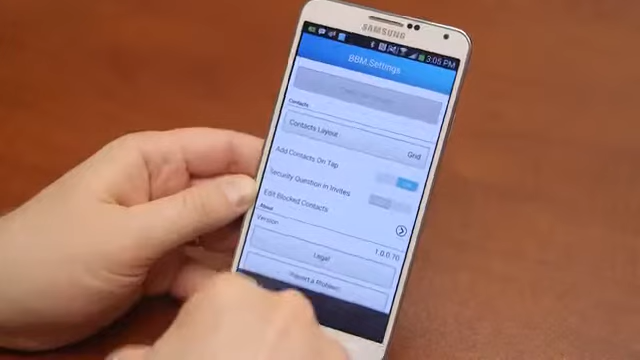 SAMSUNG
3:05 PM
BBM Settings
Contacts
Contacts Layout
Grid
Add Contacts On Tap
Security Question in Invites
Edit Blocked Contacts
About
Version
1.0.0.70
Legal
Report a Problem